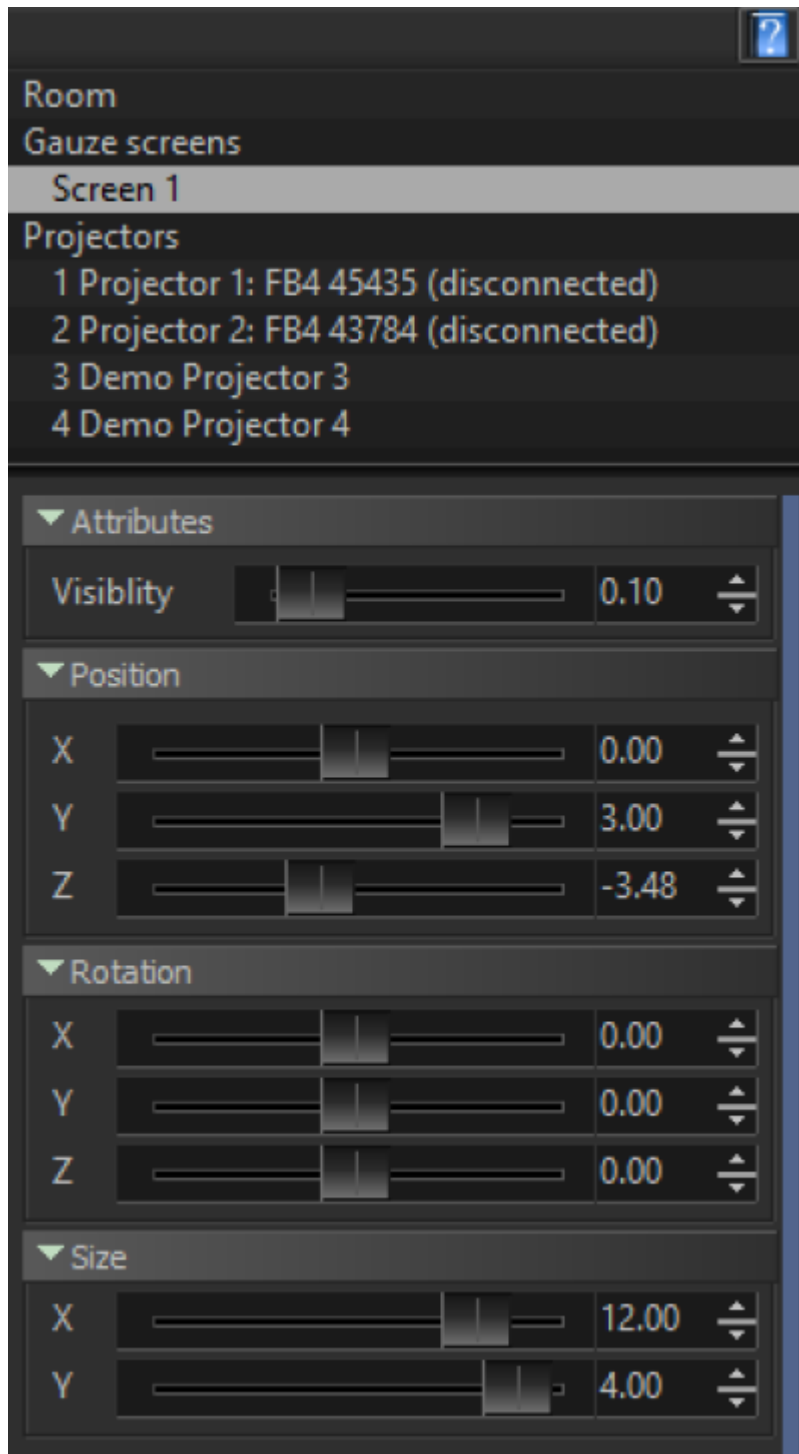 ?
Room
Gauze screens
Screen 1
Projectors
1 Projector 1: FB4 45435 (disconnected)
2 Projector 2: FB4 43784 (disconnected)
3 Demo Projector 3
4 Demo Projector 4
Attributes
Visiblity 0.10
Position
X 0.00
Y 3.00
Z -3.48
Rotation
X 0.00
Y 0.00
Z 0.00
Size
X 12.00
Y 4.00